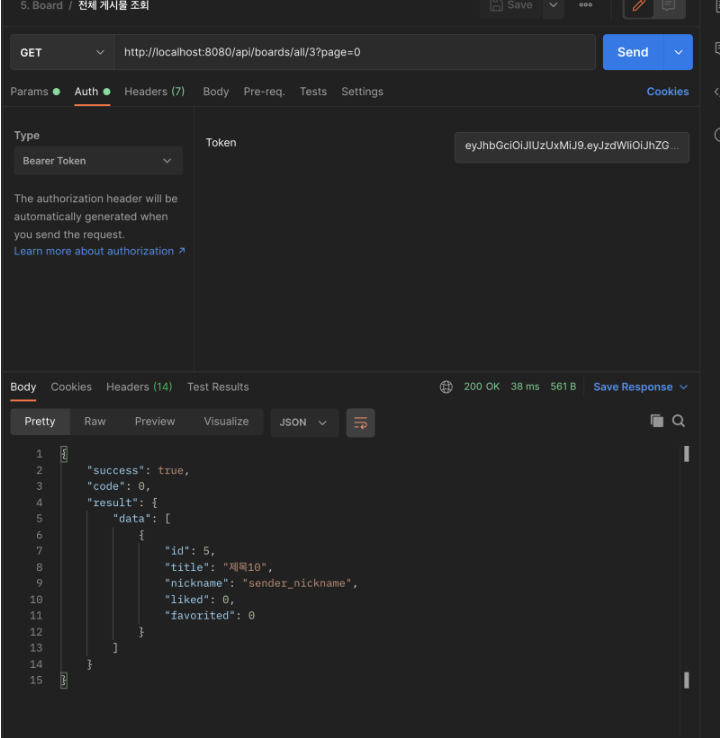 5. Board / 전체 게시물 조회
Save
GET
http://localhost:8080/api/boards/all/3?page=0
Send
Params Auth Headers (7) Body Pre-req. Tests Settings Cookies
Type
Bearer Token
The authorization header will be
automatically generated when
you send the request.
Learn more about authorization ↗
Token
eyJhbGciOiJIUzUxMiJ9.eyJzdWIiOiJhZG...
Body Cookies Headers (14) Test Results 200 OK 38 ms 561 B Save Response
Pretty Raw Preview Visualize JSON
1 {
2 "success": true,
3 "code": 0,
4 "result": {
5 "data": [
6 {
7 "id": 5,
8 "title": "제목10",
9 "nickname": "sender_nickname",
10 "liked": 0,
11 "favorited": 0
12 }
13 ]
14 }
15 }